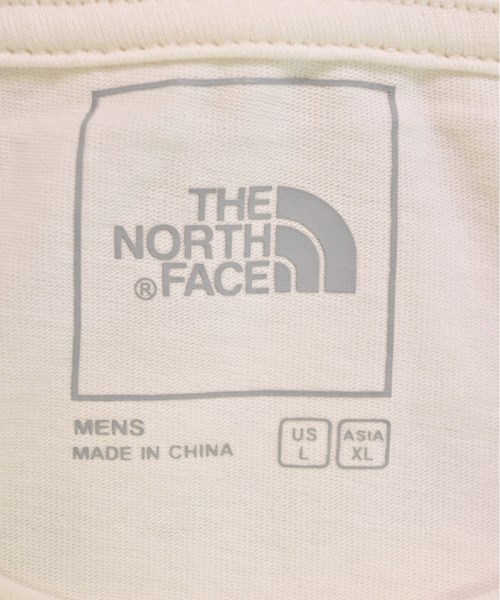 THE
NORTH
® FACE
MENS
MADE IN CHINA
US
L
ASIA
XL